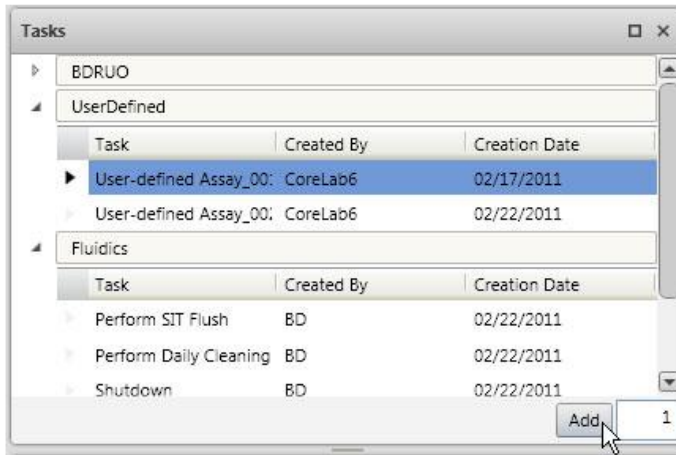 Tasks
BDRUO
UserDefined
Task Created By Creation Date
User-defined Assay_00 CoreLab6 02/17/2011
User-defined Assay_00 CoreLab6 02/22/2011
Fluidics
Task Created By Creation Date
Perform SIT Flush BD 02/22/2011
Perform Daily Cleaning BD 02/22/2011
Shutdown BD 02/22/2011
Add 1